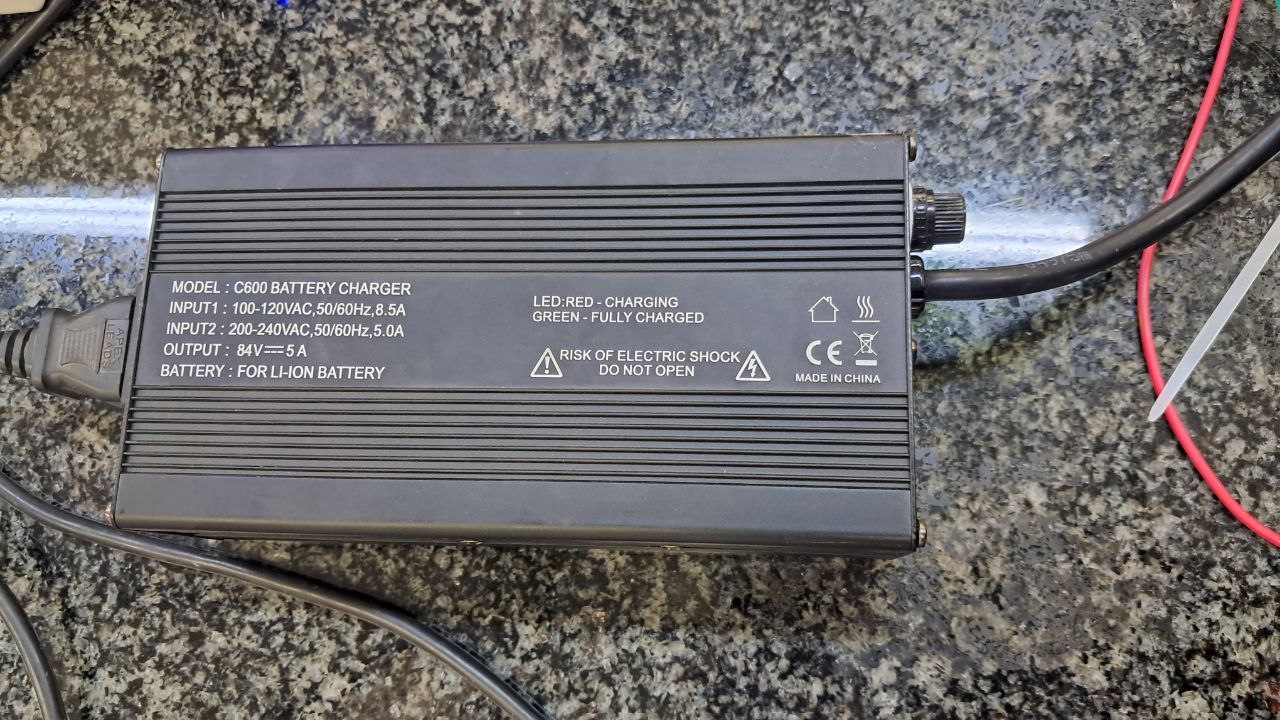 MODEL : C600 BATTERY CHARGER
INPUT1 : 100-120VAC,50/60Hz,8.5A
INPUT2 : 200-240VAC,50/60Hz,5.0A
OUTPUT : 84V⎓5A
BATTERY : FOR LI-ION BATTERY
LED:RED - CHARGING
GREEN - FULLY CHARGED
RISK OF ELECTRIC SHOCK
DO NOT OPEN
CE
MADE IN CHINA
LEADS